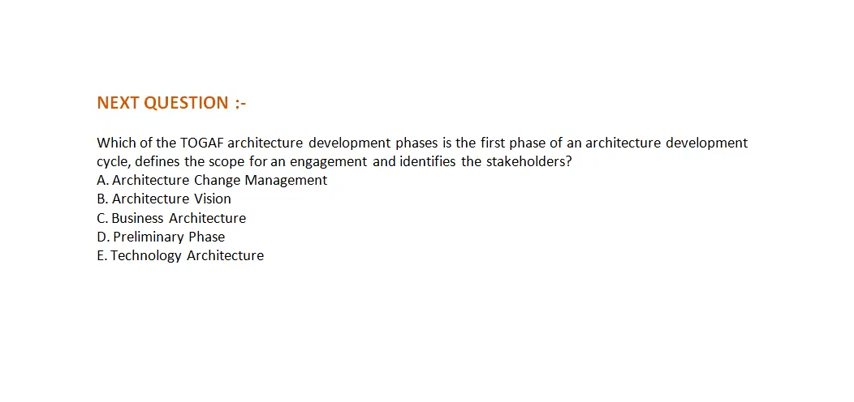 NEXT QUESTION :-
Which of the TOGAF architecture development phases is the first phase of an architecture development
cycle, defines the scope for an engagement and identifies the stakeholders?
A. Architecture Change Management
B. Architecture Vision
C. Business Architecture
D. Preliminary Phase
E. Technology Architecture